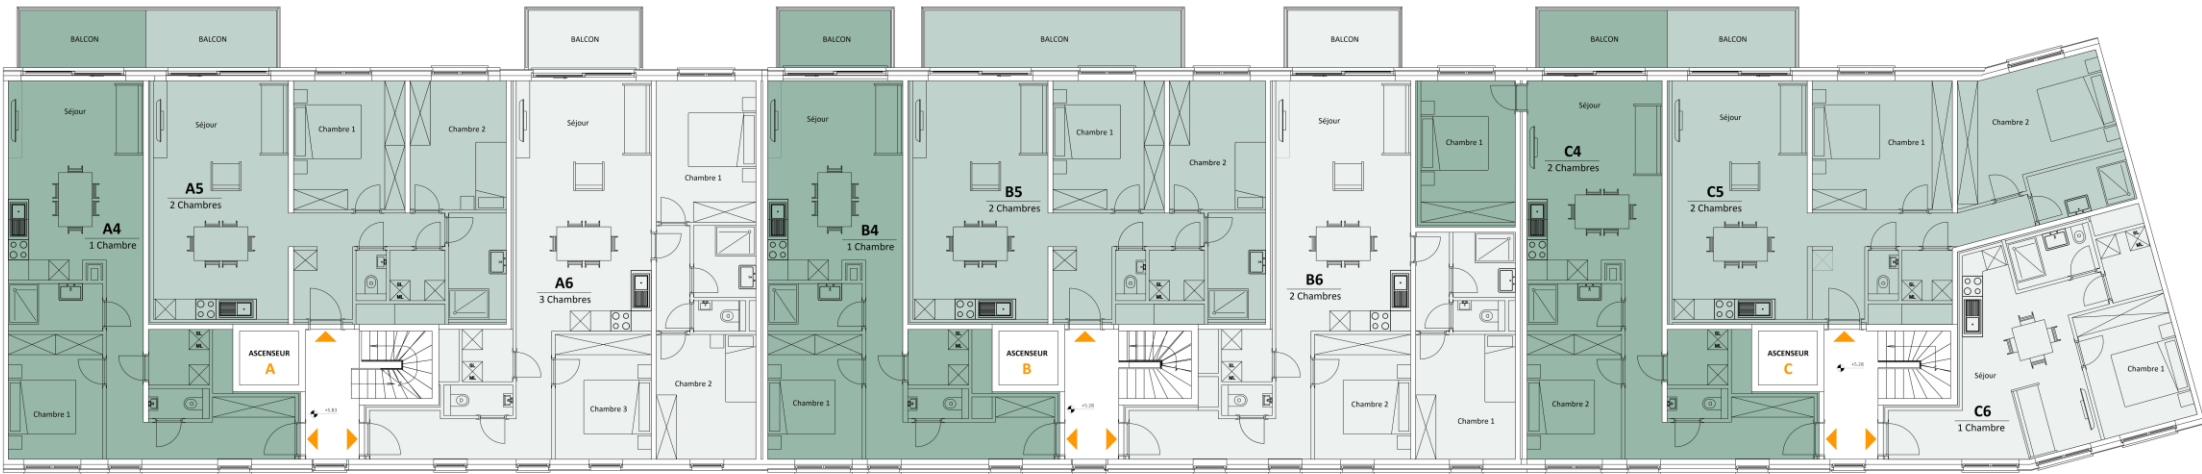 BALCON
BALCON
BALCON
BALCON
BALCON
BALCON
BALCON
BALCON
Séjour
A4
1 Chambre
Chambre 1
Séjour
A5
2 Chambres
Chambre 1
Chambre 2
Séjour
A6
3 Chambres
Chambre 1
Chambre 2
Chambre 3
ASCENSEUR
A
Séjour
B4
1 Chambre
Chambre 1
Séjour
B5
2 Chambres
Chambre 1
Chambre 2
Séjour
B6
2 Chambres
Chambre 2
Chambre 1
ASCENSEUR
B
Chambre 1
Séjour
C4
2 Chambres
Chambre 2
Séjour
C5
2 Chambres
Chambre 1
Chambre 2
ASCENSEUR
C
Séjour
C6
1 Chambre
Chambre 1